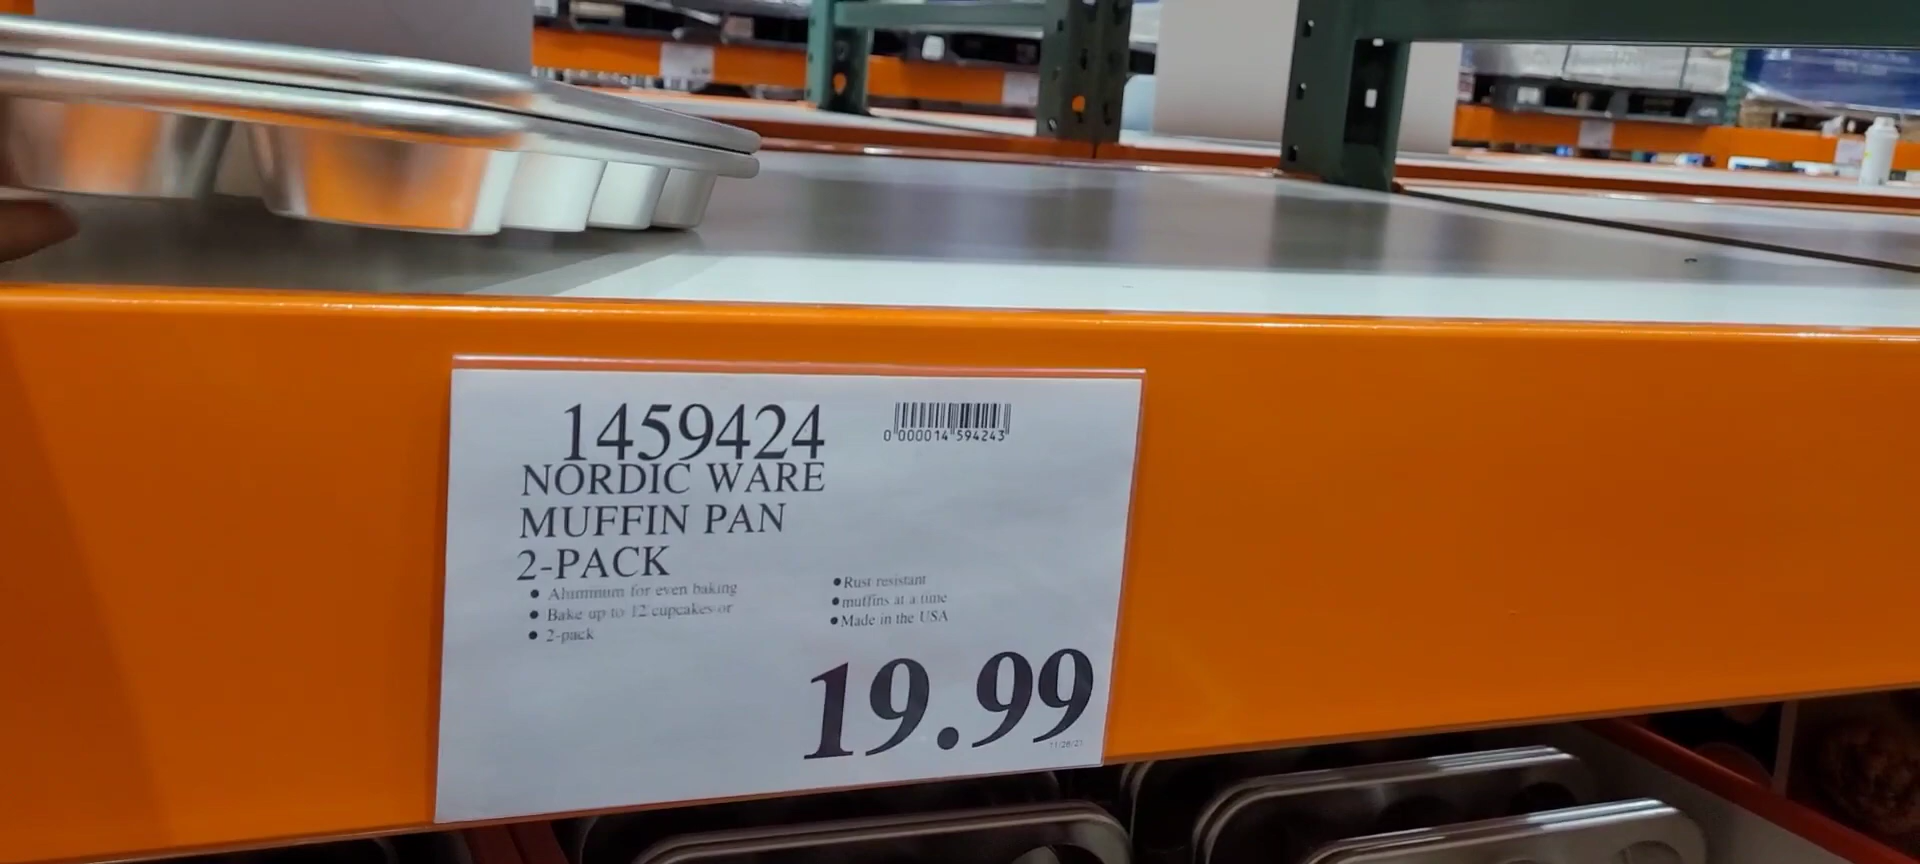 1459424
0 000014 594243
NORDIC WARE
MUFFIN PAN
2-PACK
● Aluminum for even baking
● Bake up to 12 cupcakes or
● 2-pack
● Rust resistant
● muffins at a time
● Made in the USA
19.99